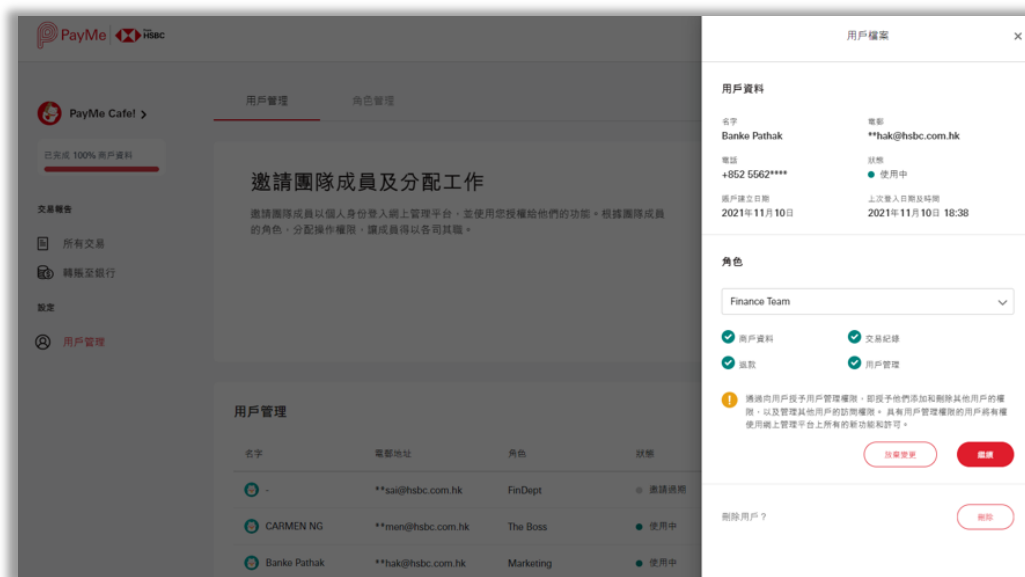 PayMe
From
HSBC
PayMe Cafe!
已完成 100% 商戶資料
交易報告
所有交易
轉賬至銀行
設定
用戶管理
用戶管理
角色管理
邀請團隊成員及分配工作
邀請團隊成員以個人身份登入網上管理平台，並使用您授權給他們的功能。根據團隊成員
的角色，分配操作權限，讓成員得以各司其職。
用戶管理
名字 電郵地址 角色 狀態
- **sai@hsbc.com.hk FinDept 邀請過期
CARMEN NG **men@hsbc.com.hk The Boss 使用中
Banke Pathak **hak@hsbc.com.hk Marketing 使用中
用戶檔案
用戶資料
名字 電郵
Banke Pathak **hak@hsbc.com.hk
電話 狀態
+852 5562**** 使用中
賬戶建立日期 上次登入日期及時間
2021年11月10日 2021年11月10日 18:38
角色
Finance Team
商戶資料 交易紀錄
退款 用戶管理
通過向用戶授予用戶管理權限，即授予他們添加和刪除其他用戶的權
限，以及管理其他用戶的訪問權限。 具有用戶管理權限的用戶將有權
使用網上管理平台上所有的新功能和許可。
放棄變更 繼續
刪除用戶？ 刪除